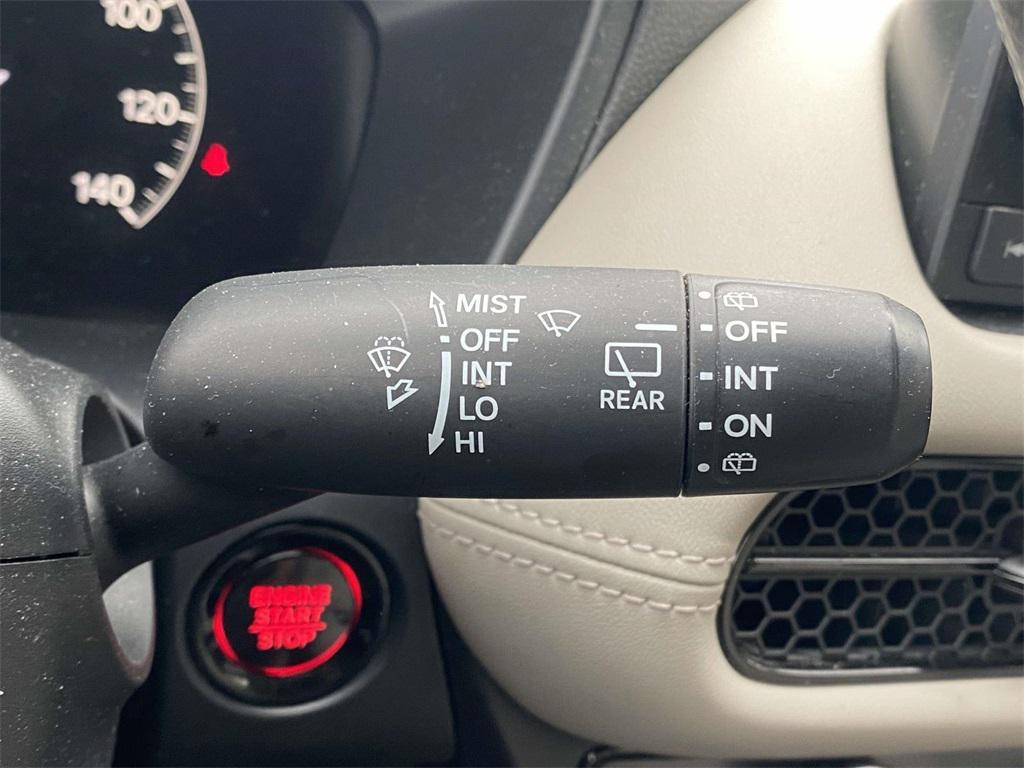 100
120
140
MIST
OFF
INT
LO
HI
REAR
OFF
INT
ON
ENGINE
START
STOP